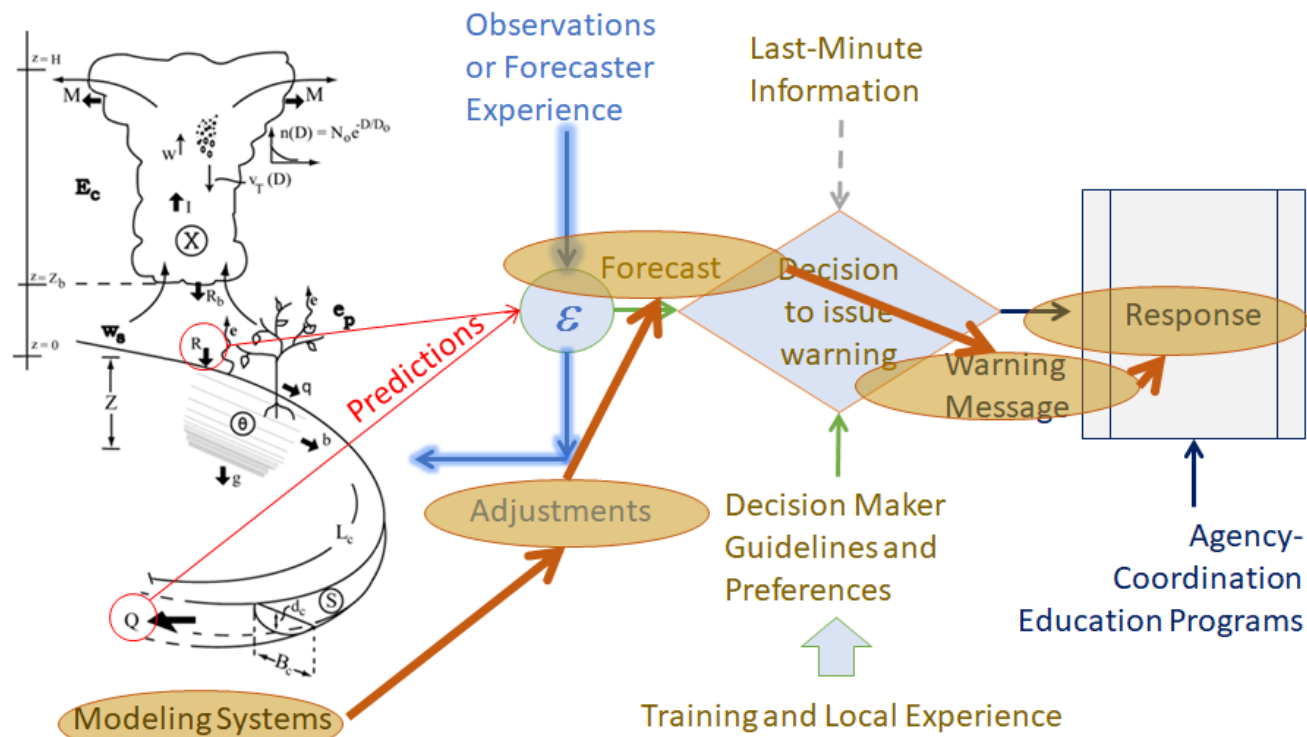 Observations
or Forecaster
Experience
Last-Minute
Information
z=H
M
M
n(D) = N₀e^-D/D₀
w
v_T(D)
E_c
I
X
z=Z_b
R_b
e
e
e_p
w_s
R
z=0
Z
q
θ
b
g
L_c
Q
S
d_c
B_c
Predictions
ε
Forecast
Decision
to issue
warning
Warning
Message
Response
Adjustments
Decision Maker
Guidelines and
Preferences
Agency-
Coordination
Education Programs
Modeling Systems
Training and Local Experience